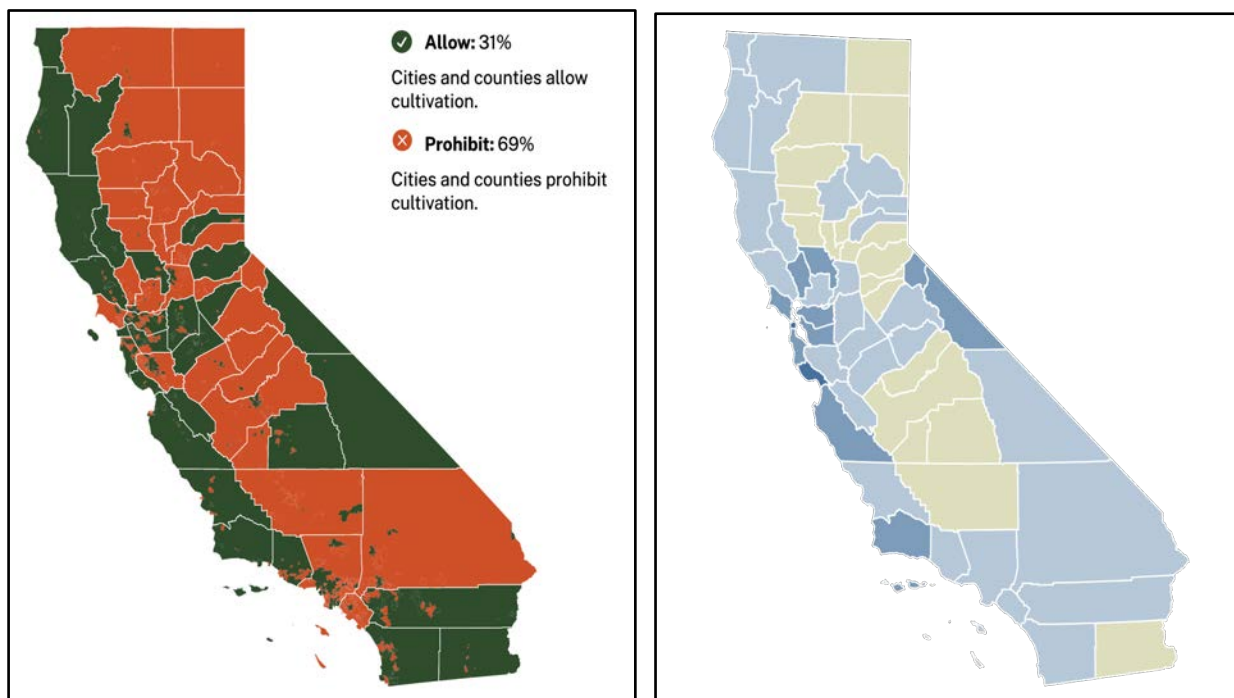 Allow: 31%
Cities and counties allow
cultivation.
Prohibit: 69%
Cities and counties prohibit
cultivation.